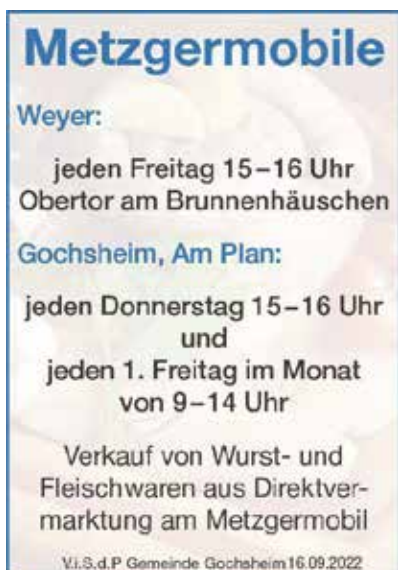 Metzgermobile
Weyer:
jeden Freitag 15–16 Uhr
Obertor am Brunnenhäuschen
Gochsheim, Am Plan:
jeden Donnerstag 15–16 Uhr
und
jeden 1. Freitag im Monat
von 9–14 Uhr
Verkauf von Wurst- und
Fleischwaren aus Direktver-
marktung am Metzgermobil
V.i.S.d.P Gemeinde Gochsheim 16.09.2022